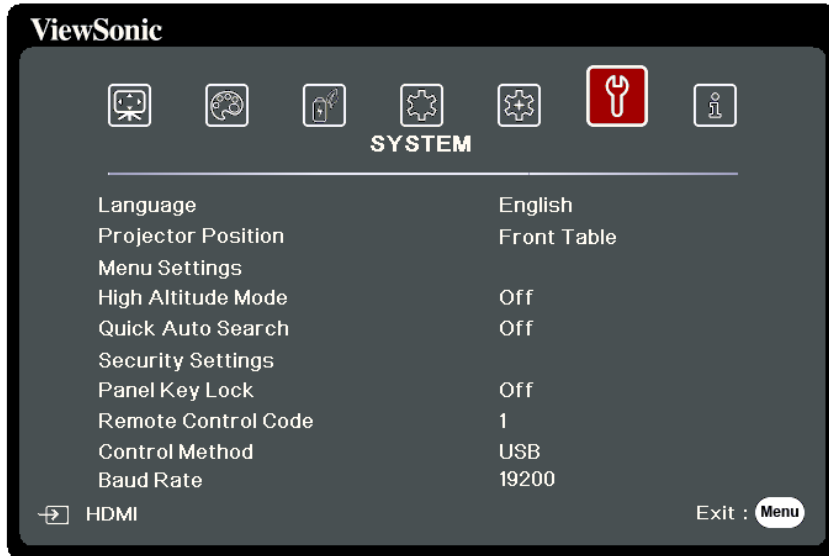 ViewSonic
SYSTEM
Language English
Projector Position Front Table
Menu Settings
High Altitude Mode Off
Quick Auto Search Off
Security Settings
Panel Key Lock Off
Remote Control Code 1
Control Method USB
Baud Rate 19200
HDMI Exit : Menu